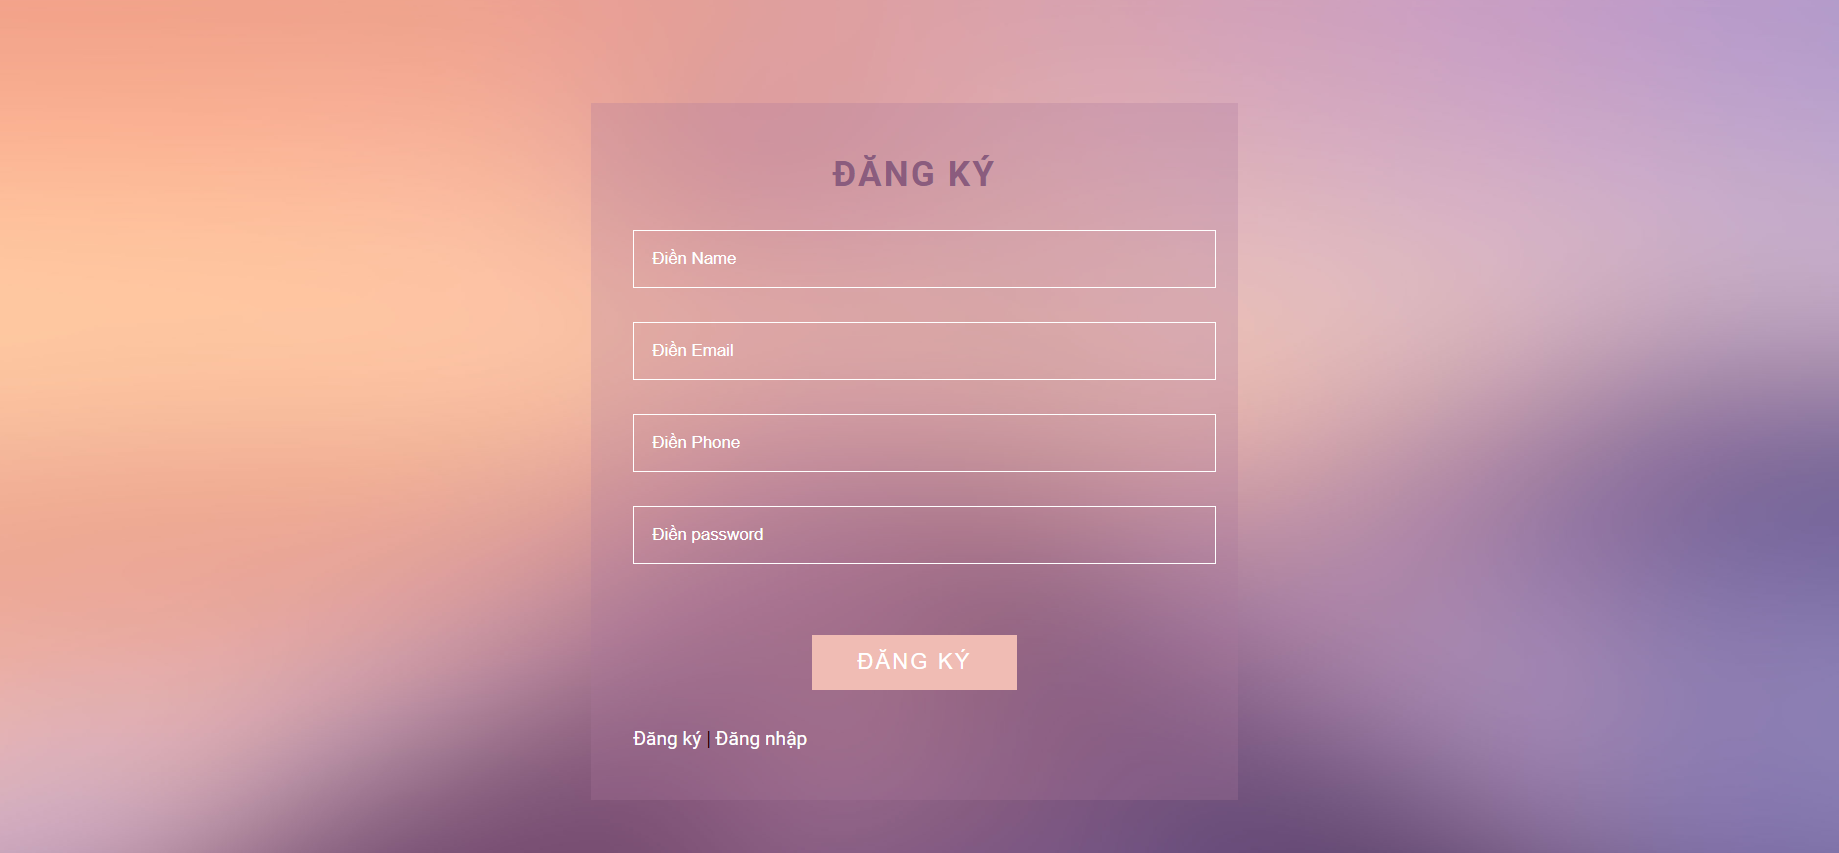 ĐĂNG KÝ
Điền Name
Điền Email
Điền Phone
Điền password
ĐĂNG KÝ
Đăng ký | Đăng nhập